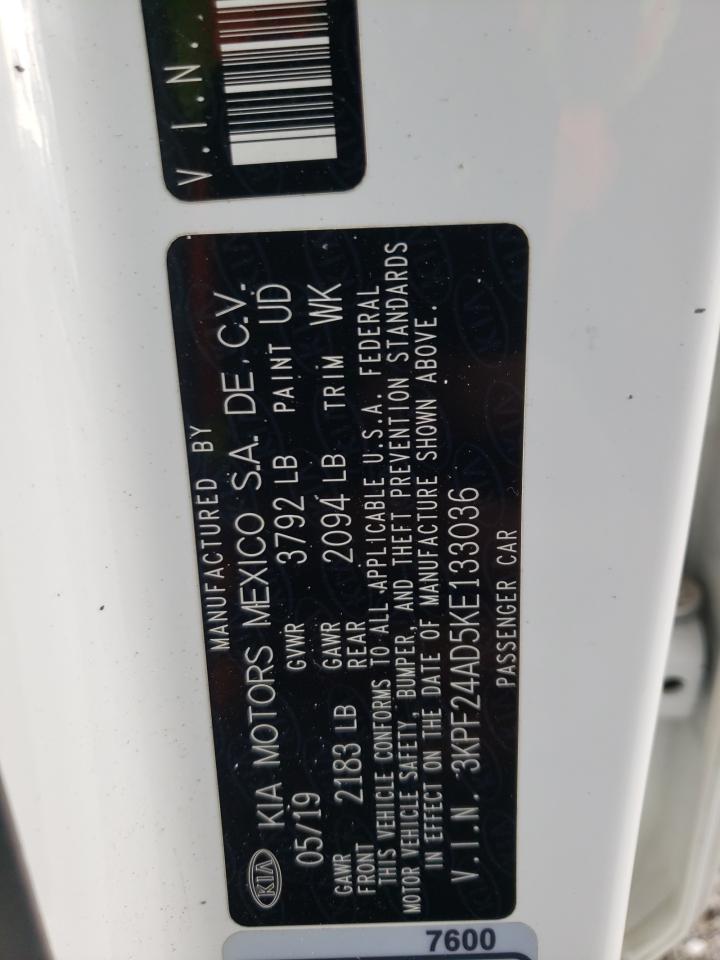 V.I.N.
MANUFACTURED BY
KIA KIA MOTORS MEXICO S.A. DE. C.V.
05/19 GVWR 3792 LB PAINT UD
GAWR FRONT 2183 LB GAWR REAR 2094 LB TRIM WK
THIS VEHICLE CONFORMS TO ALL APPLICABLE U.S.A. FEDERAL
MOTOR VEHICLE SAFETY, BUMPER, AND THEFT PREVENTION STANDARDS
IN EFFECT ON THE DATE OF MANUFACTURE SHOWN ABOVE.
V.I.N. 3KPF24AD5KE133036
PASSENGER CAR
7600